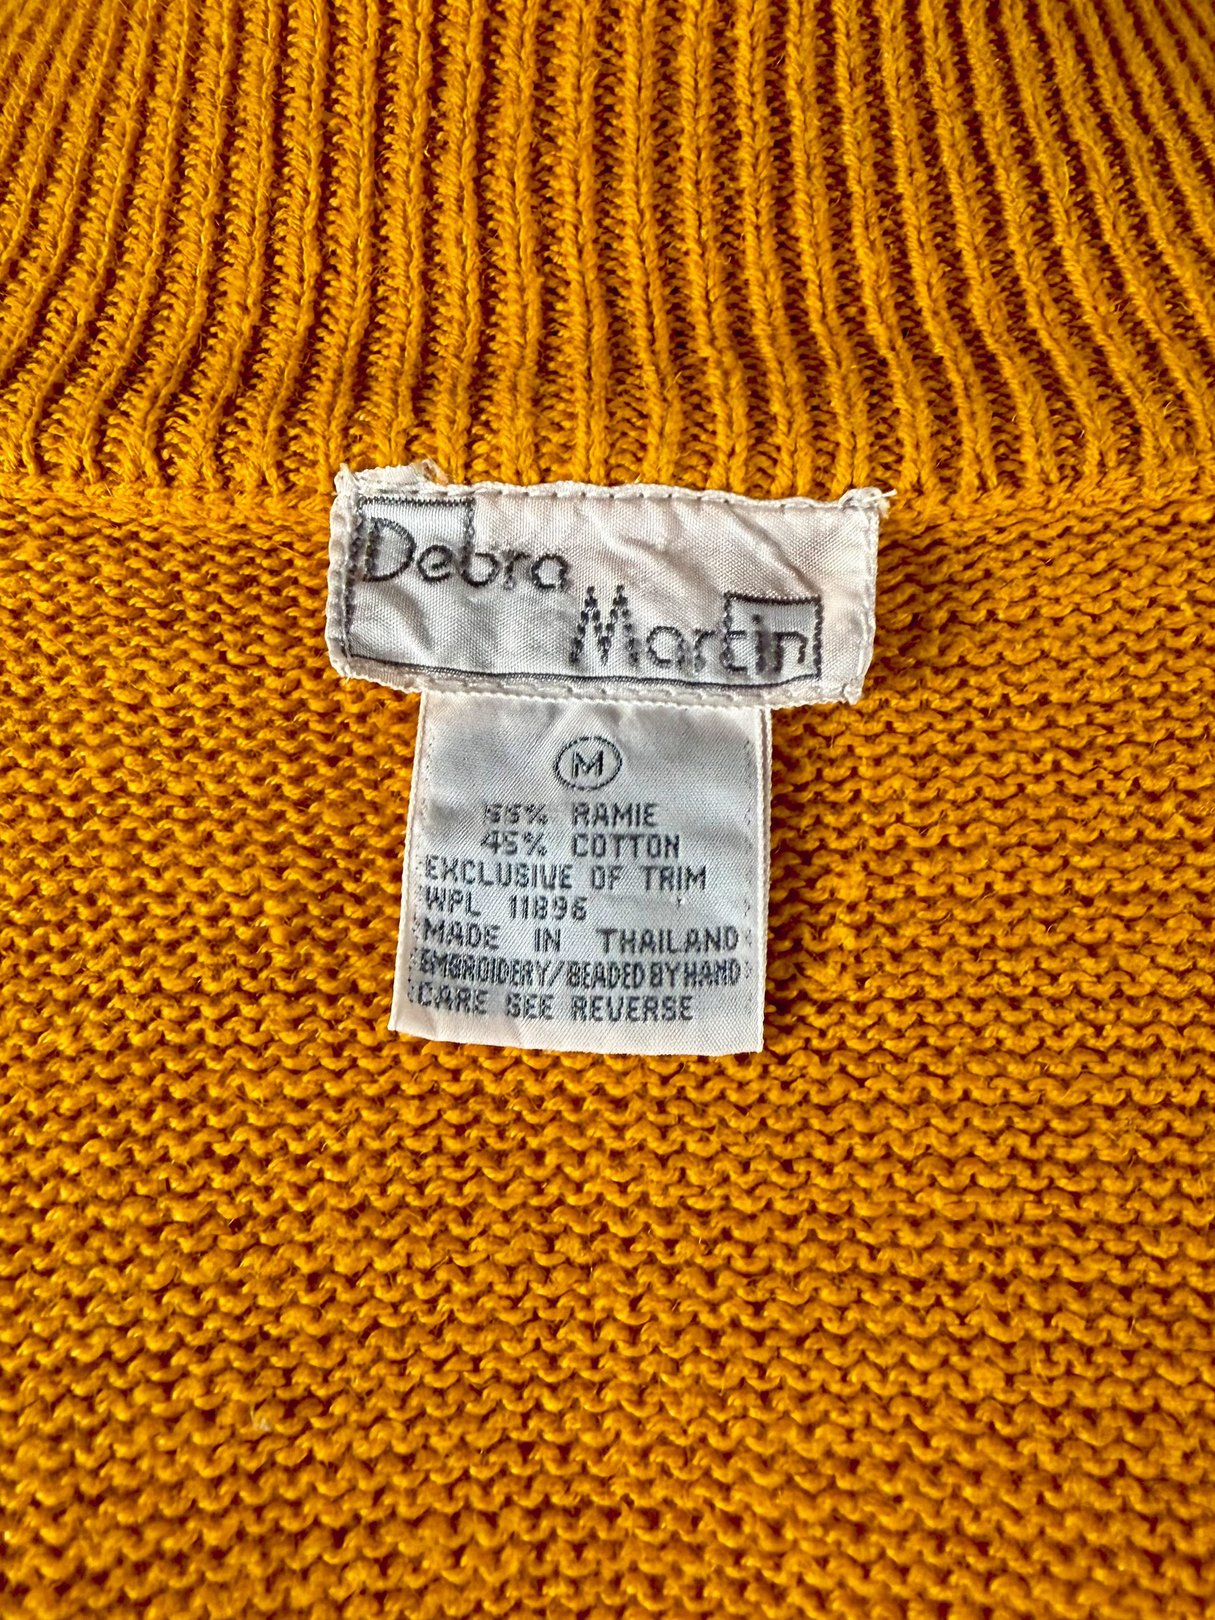 Debra
Martin
M
55% RAMIE
45% COTTON
EXCLUSIVE OF TRIM
WPL 11896
MADE IN THAILAND
EMBROIDERY/BEADED BY HAND
CARE SEE REVERSE